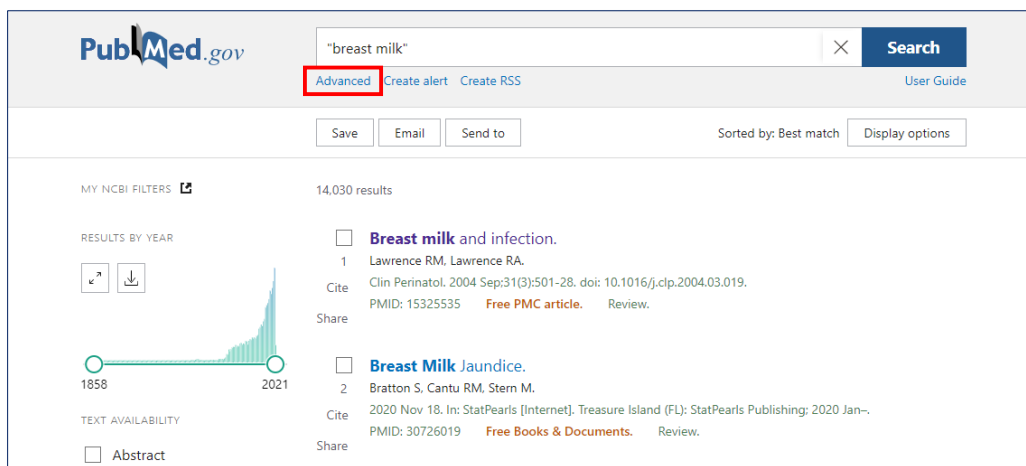 PubMed.gov
"breast milk"
Search
Advanced Create alert Create RSS
User Guide
Save Email Send to
Sorted by: Best match Display options
MY NCBI FILTERS
14,030 results
RESULTS BY YEAR
1858 2021
TEXT AVAILABILITY
Abstract
Breast milk and infection.
1
Lawrence RM, Lawrence RA.
Cite
Clin Perinatol. 2004 Sep;31(3):501-28. doi: 10.1016/j.clp.2004.03.019.
PMID: 15325535 Free PMC article. Review.
Share
Breast Milk Jaundice.
2
Bratton S, Cantu RM, Stern M.
Cite
2020 Nov 18. In: StatPearls [Internet]. Treasure Island (FL): StatPearls Publishing; 2020 Jan–.
PMID: 30726019 Free Books & Documents. Review.
Share